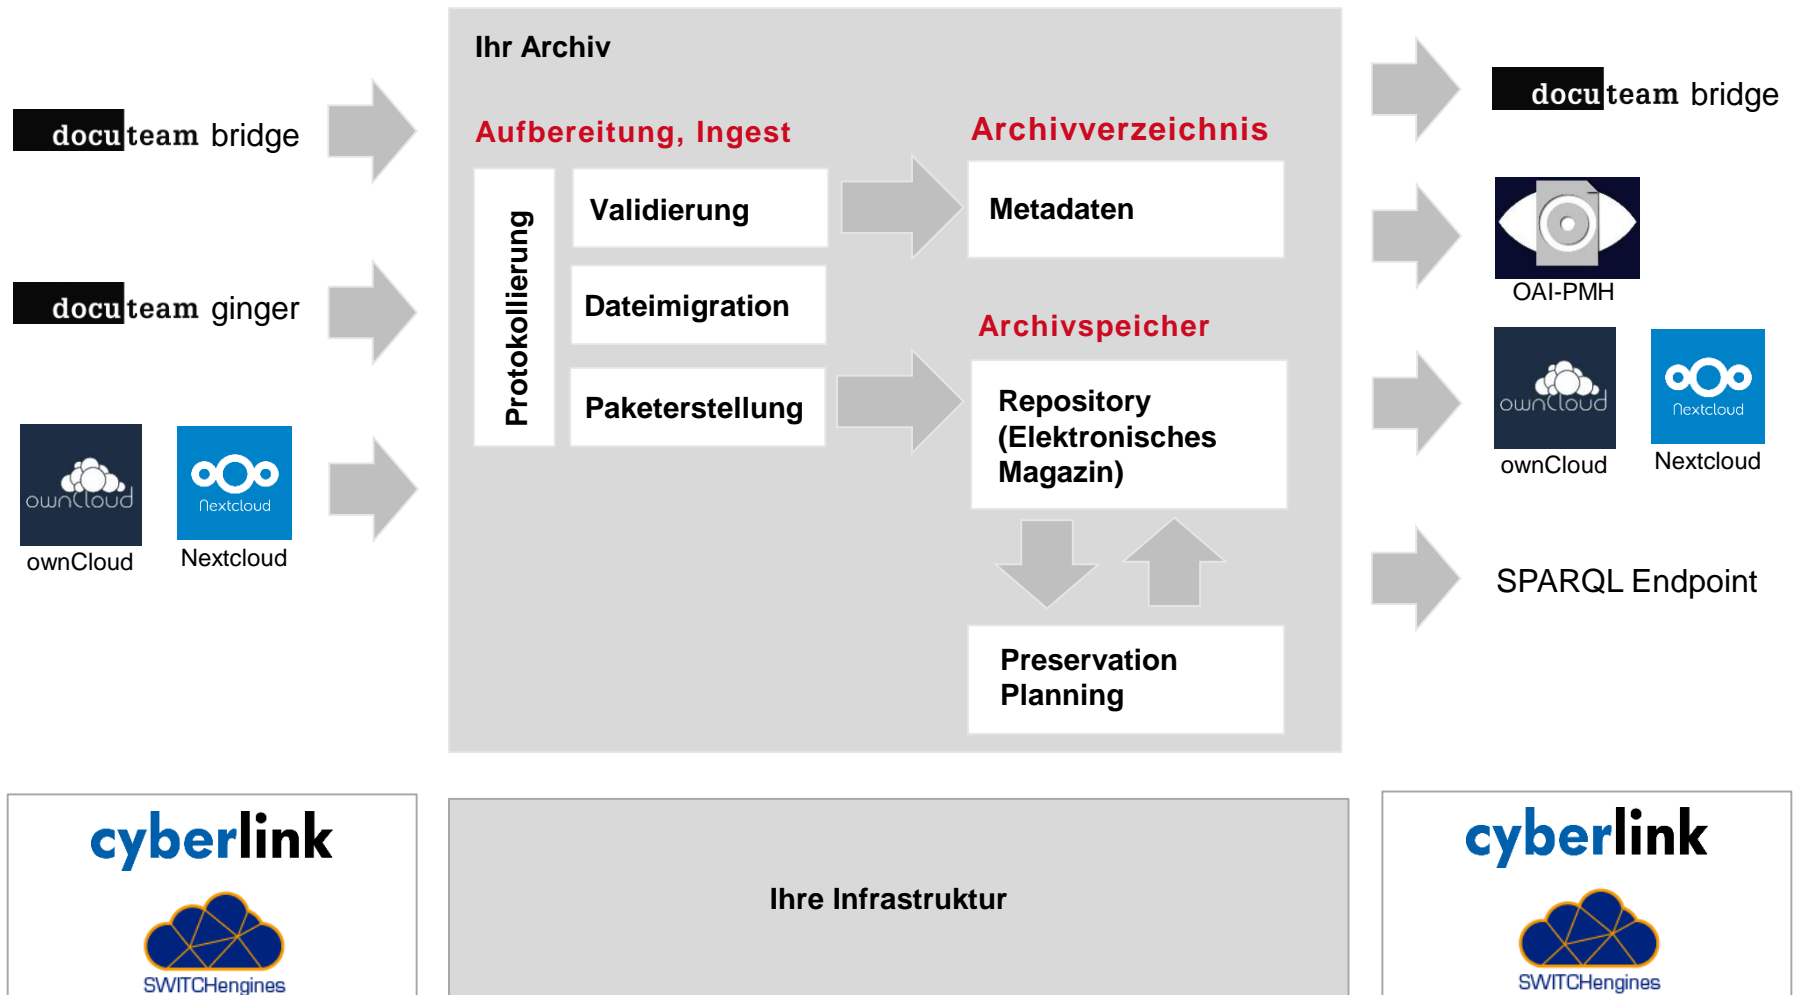 docuteam bridge
docuteam ginger
ownCloud
Nextcloud
ownCloud
Nextcloud
Ihr Archiv
Aufbereitung, Ingest
Protokollierung
Validierung
Dateimigration
Paketerstellung
Archivverzeichnis
Metadaten
Archivspeicher
Repository
(Elektronisches
Magazin)
Preservation
Planning
docuteam bridge
OAI-PMH
ownCloud
Nextcloud
ownCloud
Nextcloud
SPARQL Endpoint
cyberlink
SWITCHengines
Ihre Infrastruktur
cyberlink
SWITCHengines